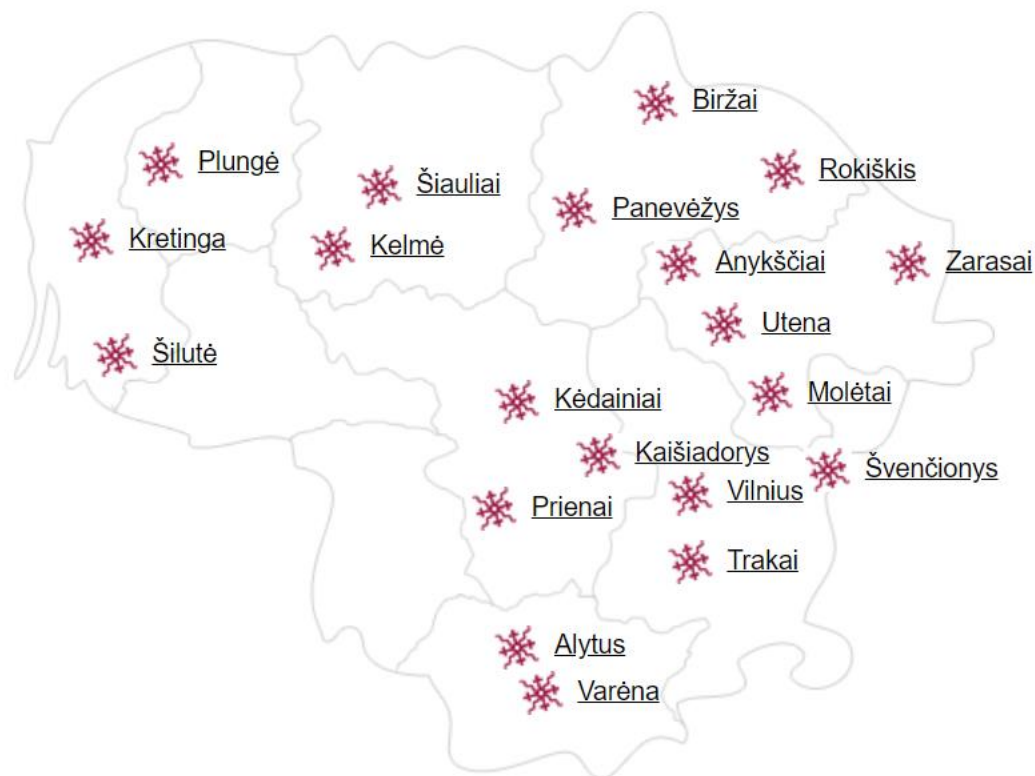 Biržai
Plungė
Rokiškis
Šiauliai
Panevėžys
Kretinga
Kelmė
Anykščiai
Zarasai
Utena
Šilutė
Molėtai
Kėdainiai
Kaišiadorys
Švenčionys
Vilnius
Prienai
Trakai
Alytus
Varėna